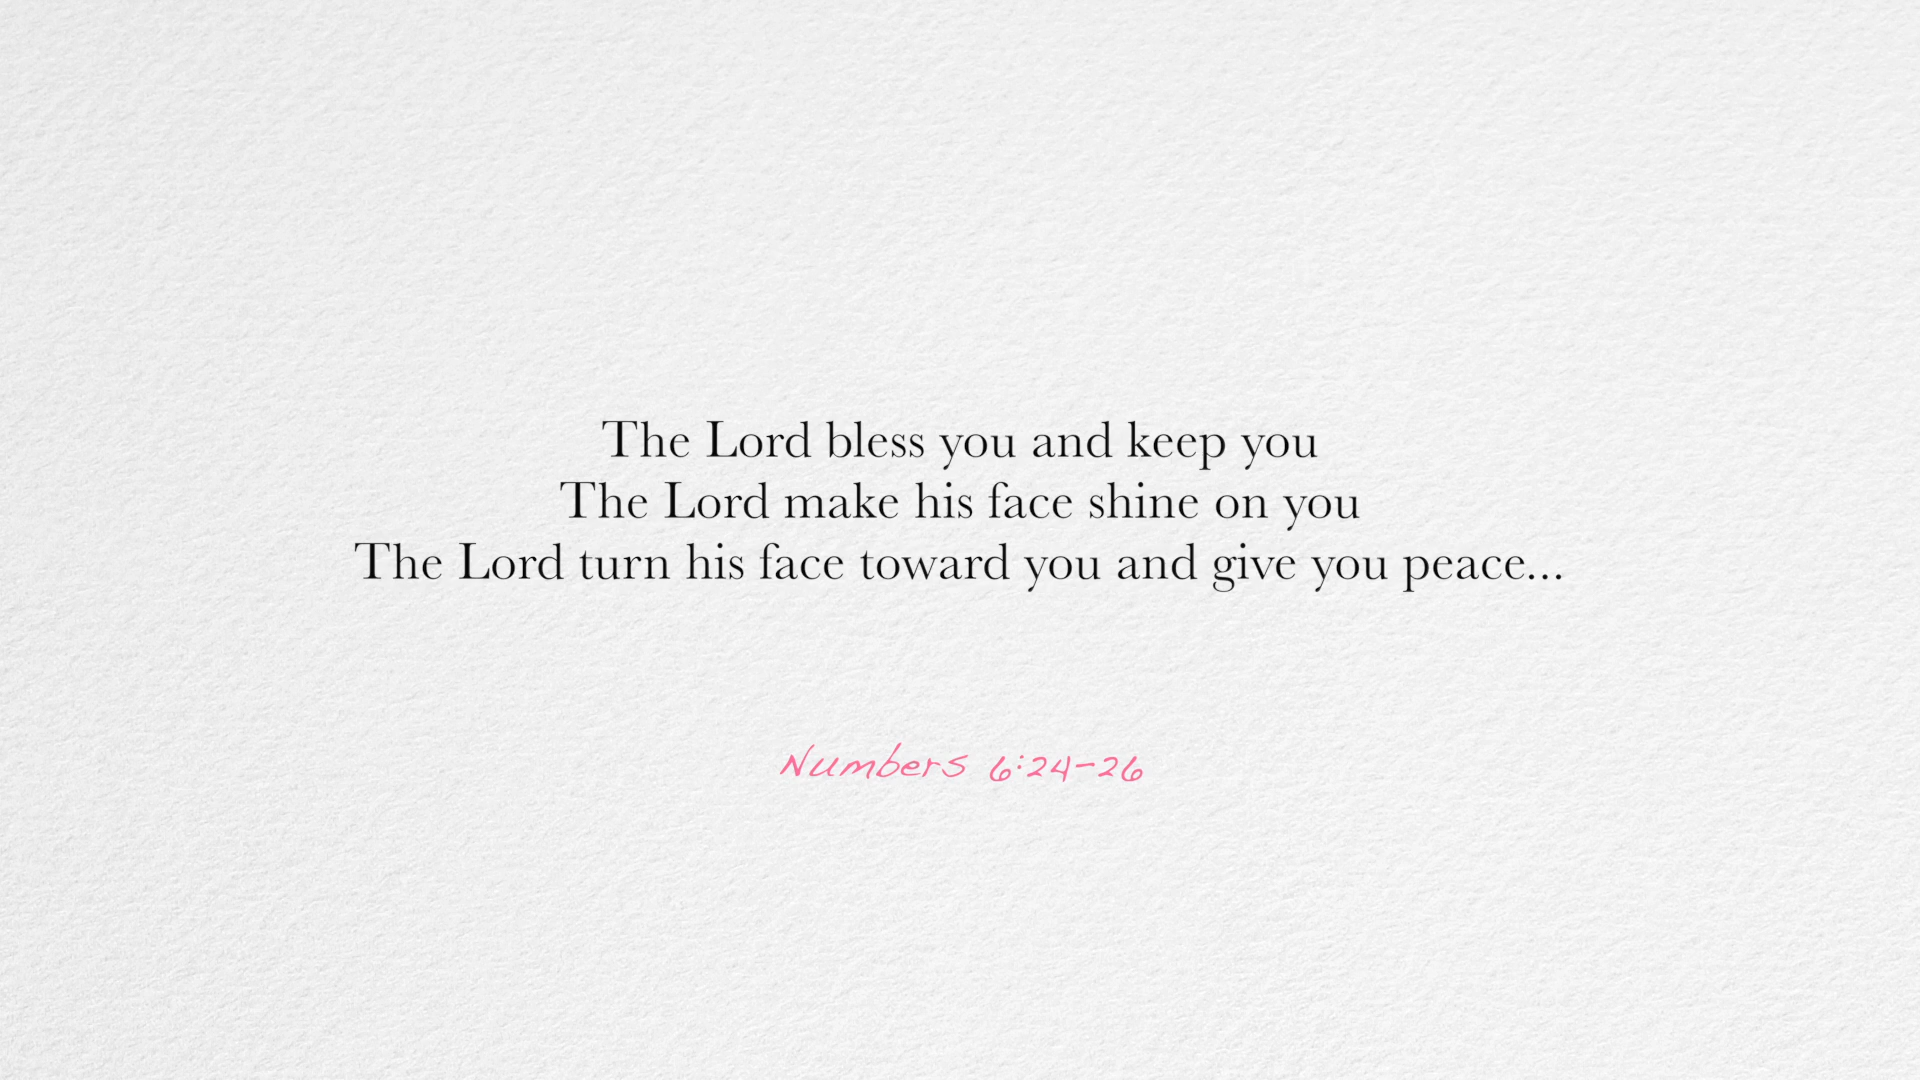 The Lord bless you and keep you
The Lord make his face shine on you
The Lord turn his face toward you and give you peace...
Numbers 6:24-26